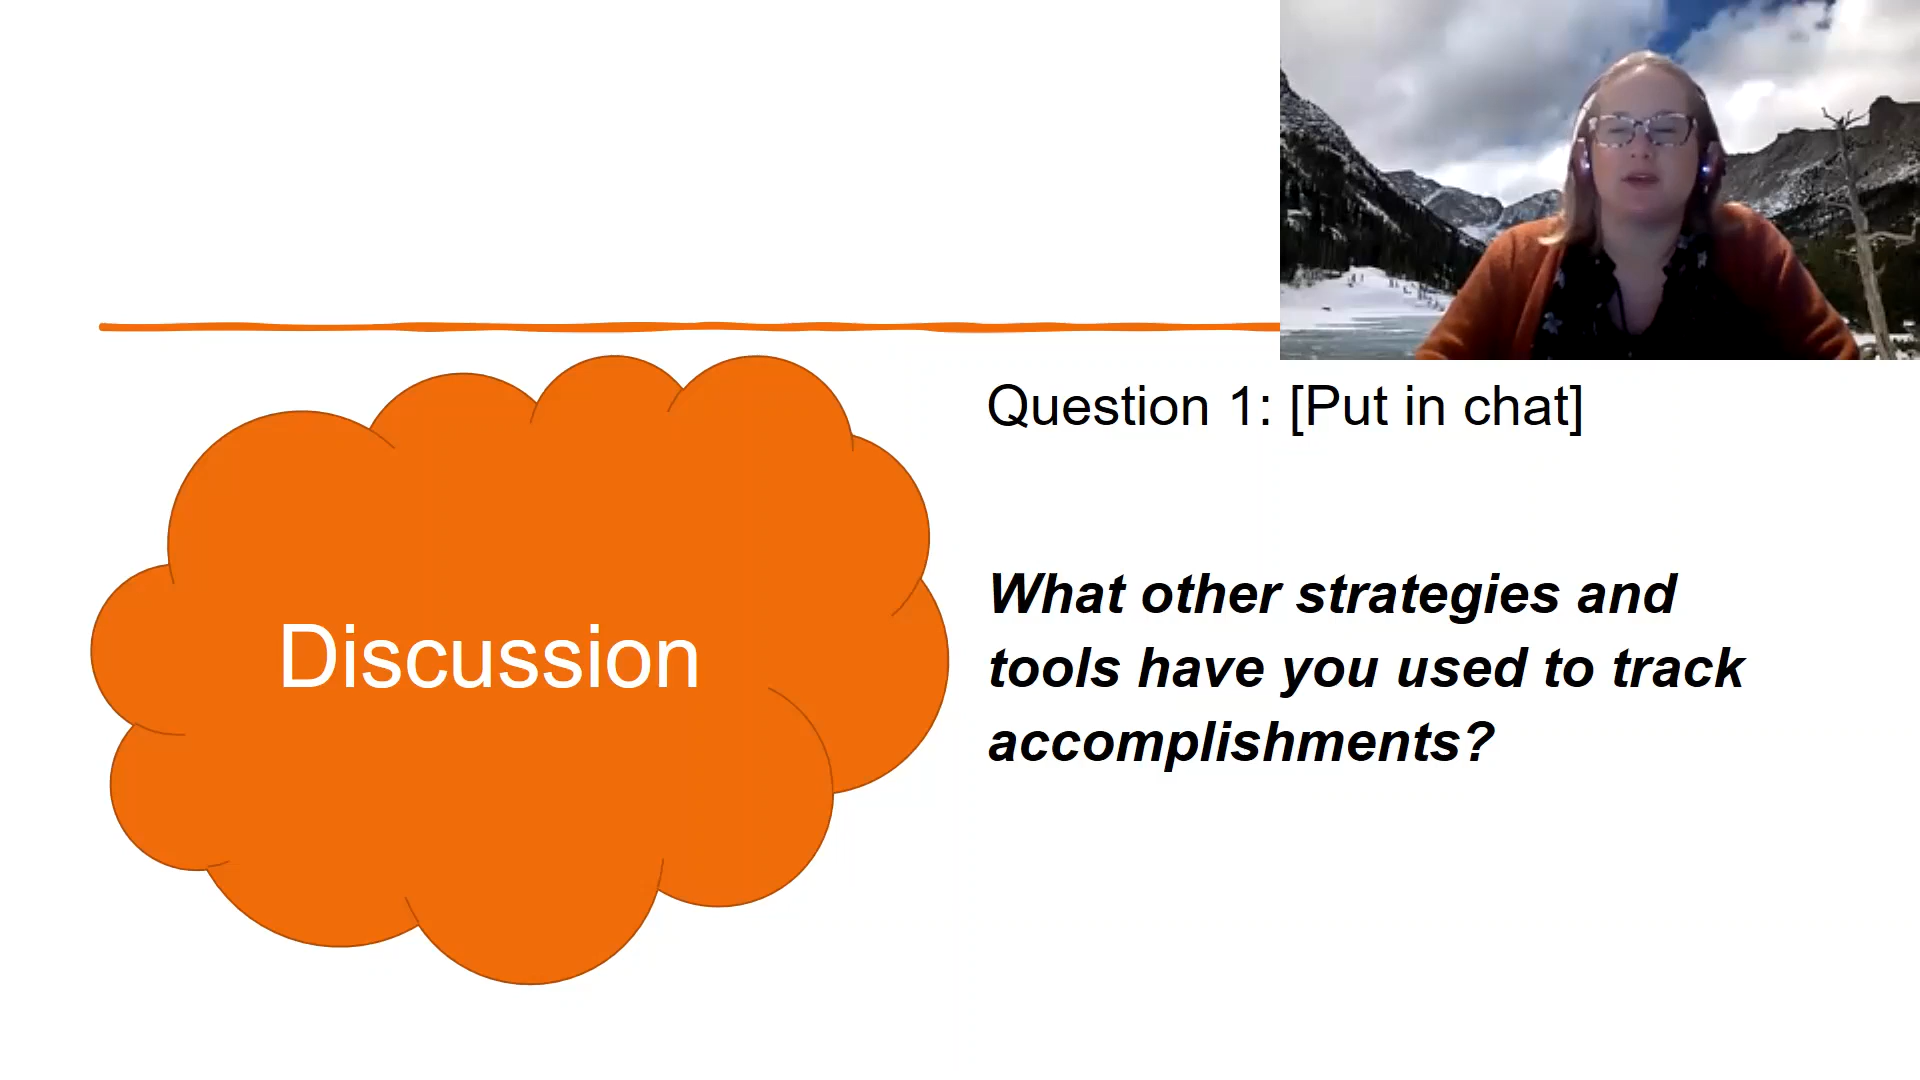 Question 1: [Put in chat]
Discussion
What other strategies and
tools have you used to track
accomplishments?